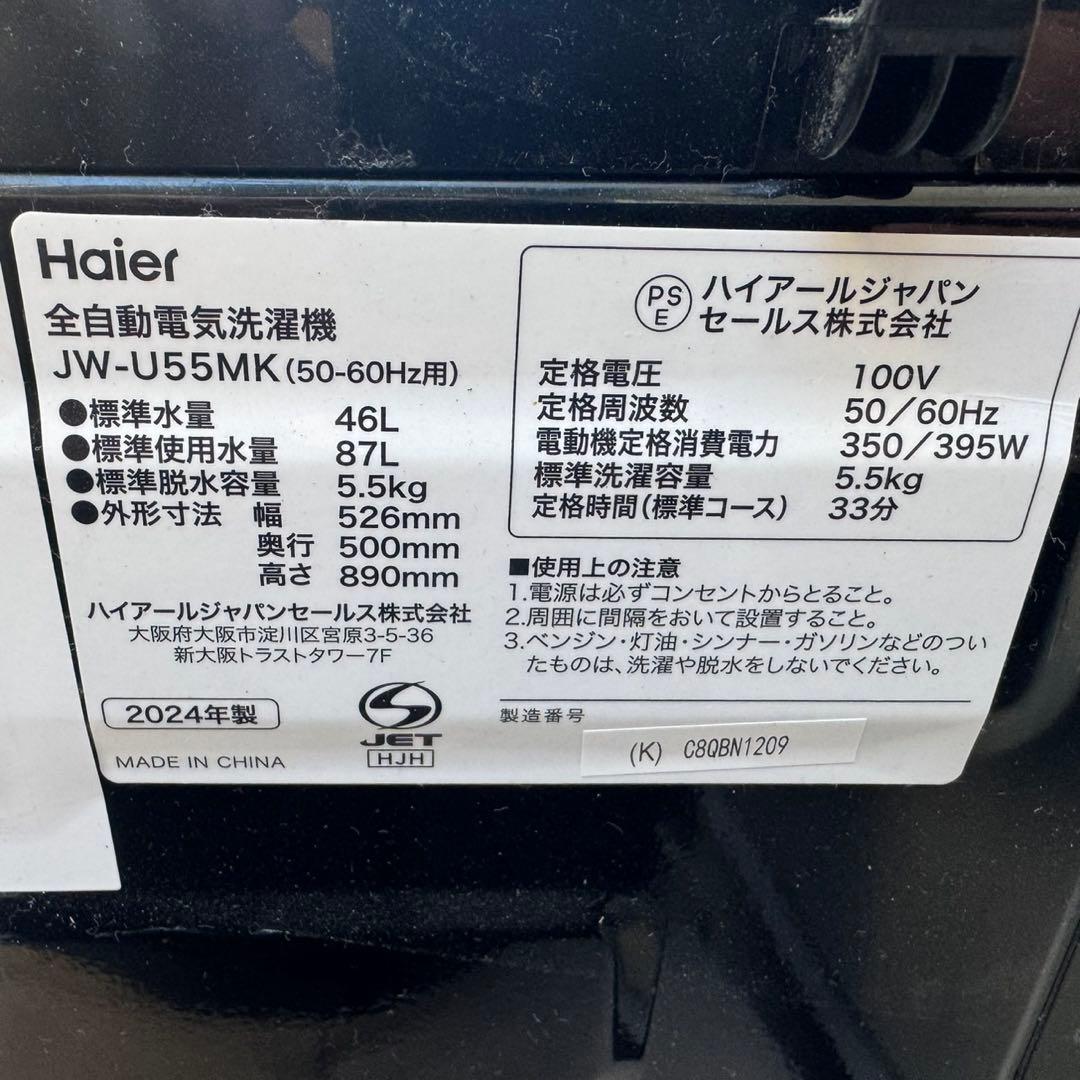 Haier
全自動電気洗濯機
JW-U55MK(50-60Hz用)
●標準水量 46L
●標準使用水量 87L
●標準脱水容量 5.5kg
●外形寸法 幅 526mm
奥行 500mm
高さ 890mm
ハイアールジャパンセールス株式会社
大阪府大阪市淀川区宮原3-5-36
新大阪トラストタワー7F
2024年製
MADE IN CHINA
JET
HJH
PS
E
ハイアールジャパン
セールス株式会社
定格電圧 100V
定格周波数 50/60Hz
電動機定格消費電力 350/395W
標準洗濯容量 5.5kg
定格時間(標準コース) 33分
■使用上の注意
1.電源は必ずコンセントからとること。
2.周囲に間隔をおいて設置すること。
3.ベンジン・灯油・シンナー・ガソリンなどのつい
たものは、洗濯や脱水をしないでください。
製造番号
(K) C8QBN1209